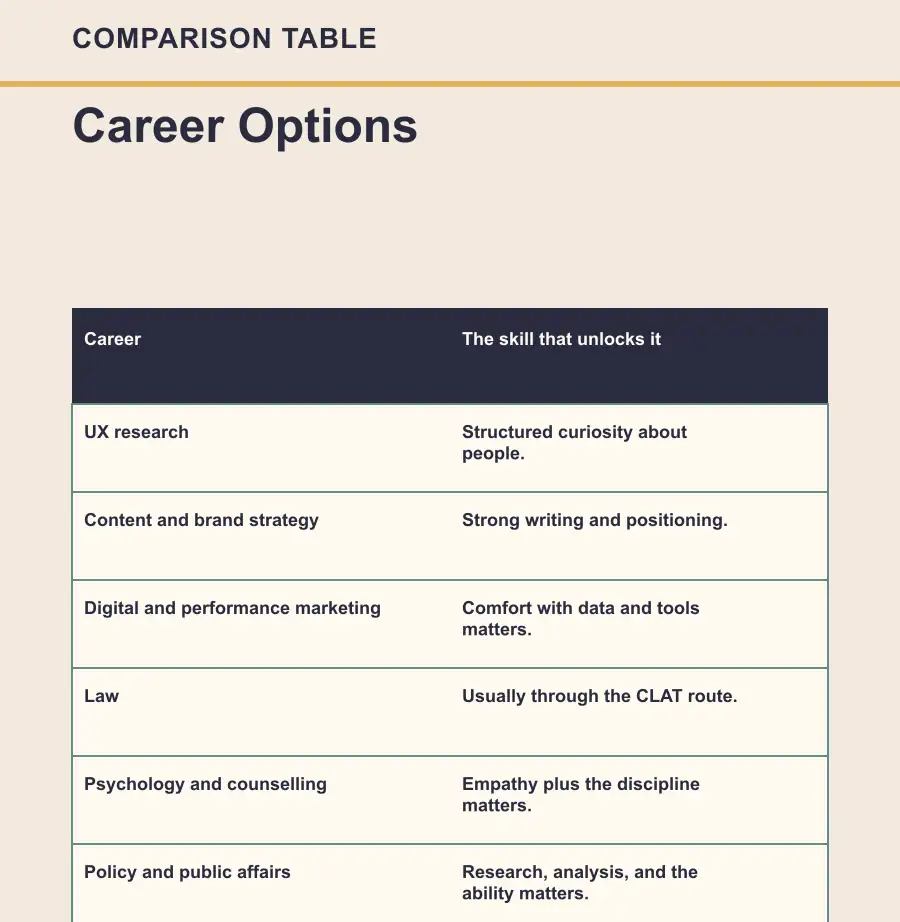 COMPARISON TABLE
Career Options
Career
The skill that unlocks it
UX research
Structured curiosity about
people.
Content and brand strategy
Strong writing and positioning.
Digital and performance marketing
Comfort with data and tools
matters.
Law
Usually through the CLAT route.
Psychology and counselling
Empathy plus the discipline
matters.
Policy and public affairs
Research, analysis, and the
ability matters.